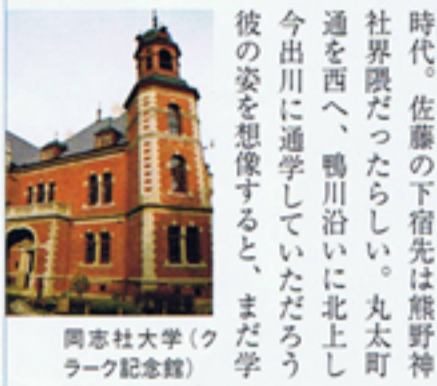 時代。佐藤の下宿先は熊野神
社界隈だったらしい。丸太町
通を西へ、鴨川沿いに北上し
今出川に通学していただろう
彼の姿を想像すると、まだ学
同志社大学(ク
ラーク記念館)